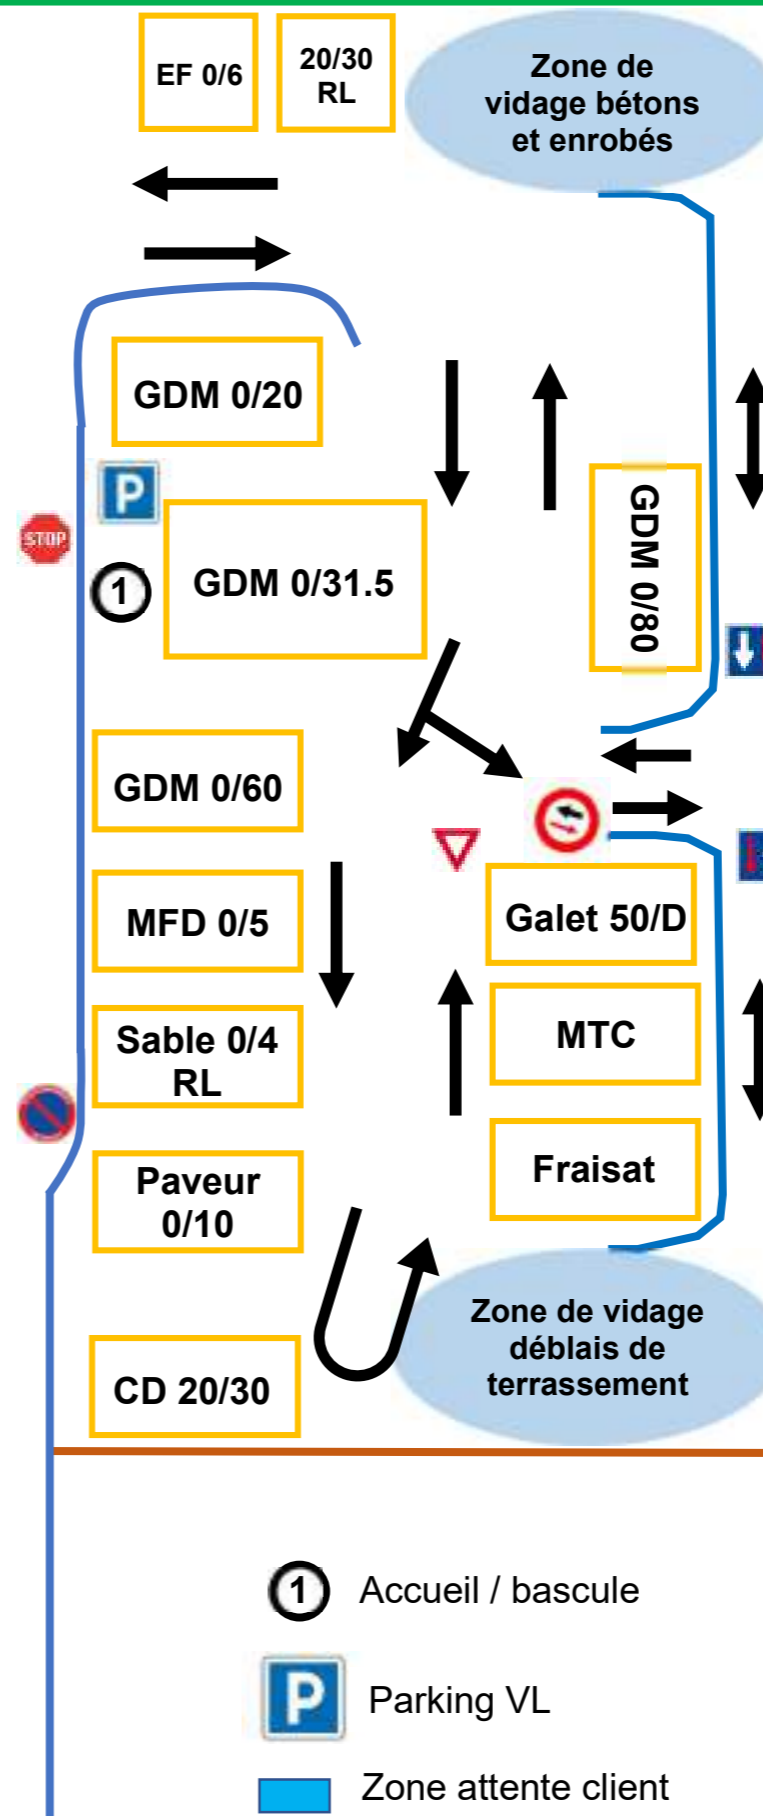 EF 0/6
20/30
RL
Zone de
vidage bétons
et enrobés
GDM 0/20
P
STOP
1
GDM 0/31.5
GDM 0/80
GDM 0/60
MFD 0/5
Galet 50/D
Sable 0/4
RL
MTC
Paveur
0/10
Fraisat
Zone de vidage
déblais de
terrassement
CD 20/30
1 Accueil / bascule
P Parking VL
Zone attente client